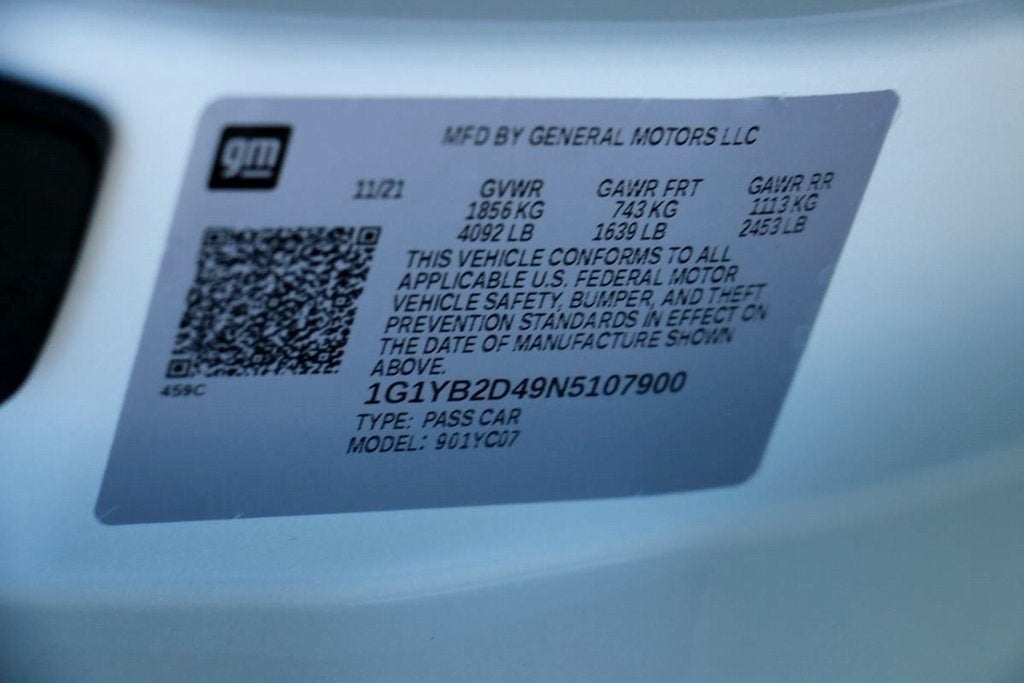 gm
MFD BY GENERAL MOTORS LLC
11/21 GVWR GAWR FRT GAWR RR
1856 KG 743 KG 1113 KG
4092 LB 1639 LB 2453 LB
THIS VEHICLE CONFORMS TO ALL
APPLICABLE U.S. FEDERAL MOTOR
VEHICLE SAFETY, BUMPER, AND THEFT
PREVENTION STANDARDS IN EFFECT ON
THE DATE OF MANUFACTURE SHOWN
ABOVE.
459C
1G1YB2D49N5107900
TYPE: PASS CAR
MODEL: 901YC07